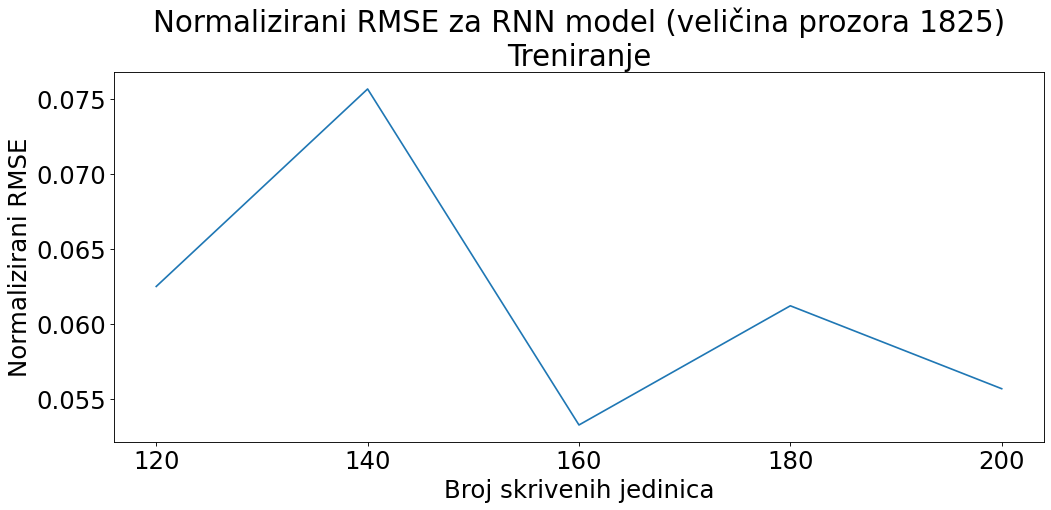 Normalizirani RMSE za RNN model (veličina prozora 1825)
Treniranje
Normalizirani RMSE
0.075
0.070
0.065
0.060
0.055
120 140 160 180 200
Broj skrivenih jedinica